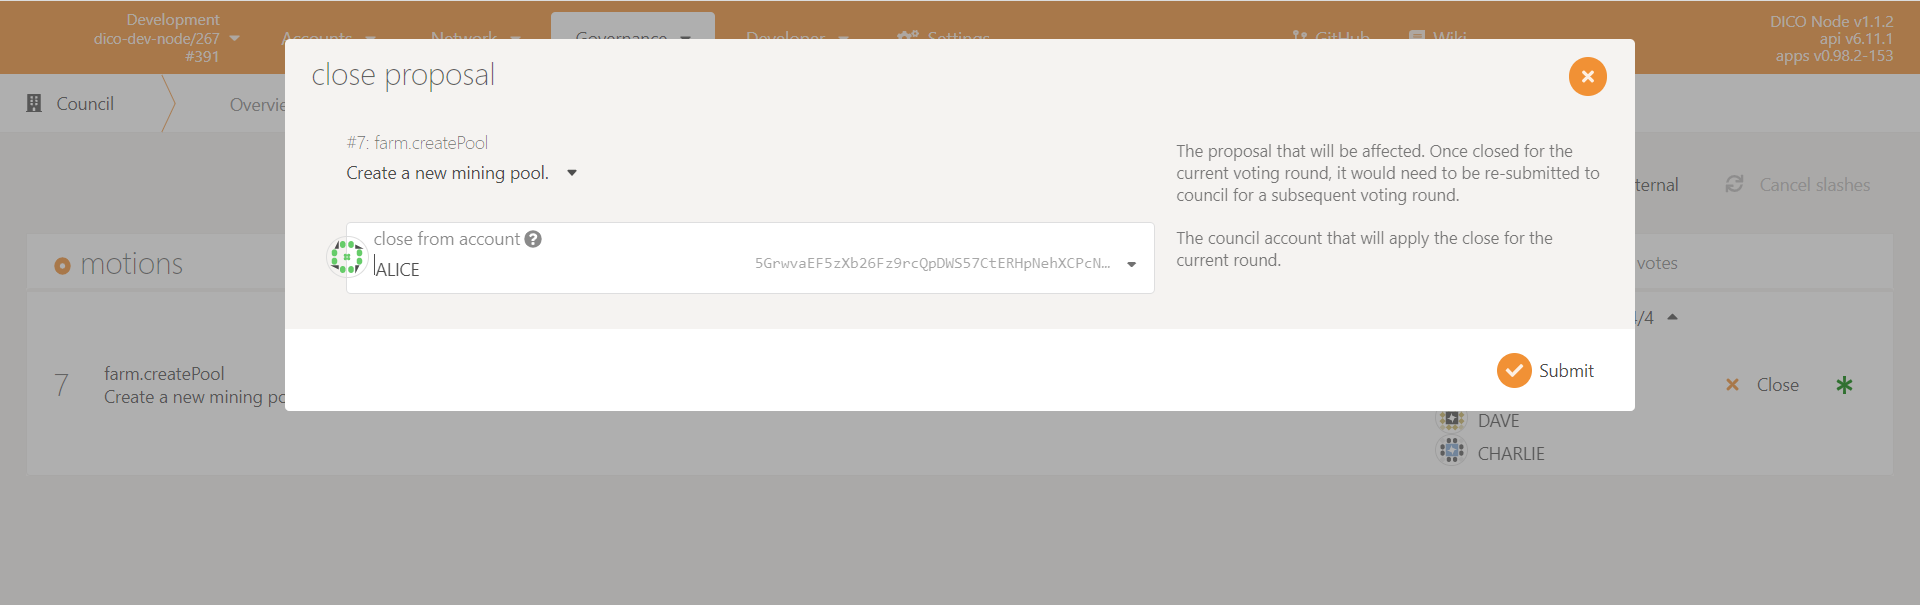 Development
dico-dev-node/267
#391
Accounts
Network
Governance
Developer
Settings
GitHub
Wiki
DICO Node v1.1.2
api v6.11.1
apps v0.98.2-153
Council
close proposal
#7: farm.createPool
Create a new mining pool.
The proposal that will be affected. Once closed for the
current voting round, it would need to be re-submitted to
council for a subsequent voting round.
close from account
ALICE
5GrwvaEF5zXb26Fz9rcQpDWS57CtERHpNehXCPcN...
The council account that will apply the close for the
current round.
Submit
Cancel slashes
motions
votes
/4
7
farm.createPool
Create a new mining
Close
DAVE
CHARLIE